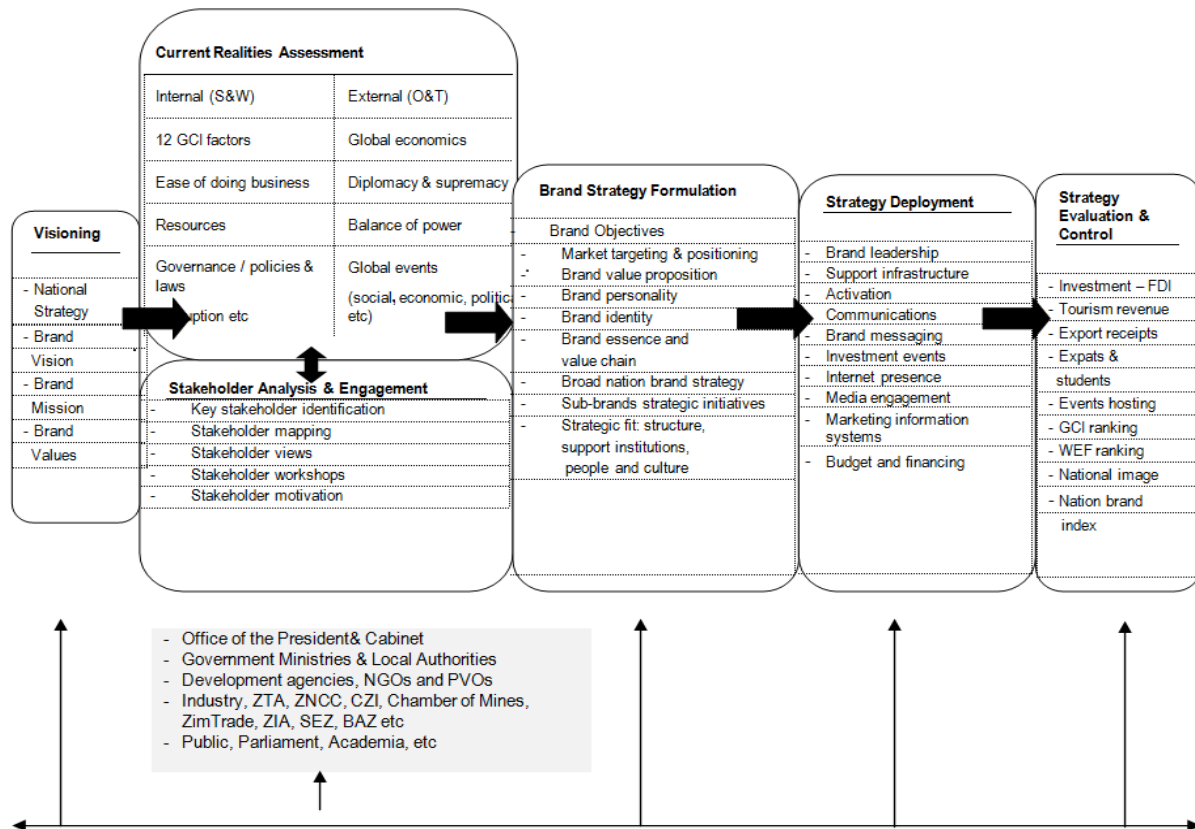 Visioning
- National
Strategy
- Brand
Vision
- Brand
Mission
- Brand
Values
Current Realities Assessment
Internal (S&W)
External (O&T)
12 GCI factors
Global economics
Ease of doing business
Diplomacy & supremacy
Resources
Balance of power
Governance / policies &
laws
Global events
(social, economic, politica
ption etc
etc)
Stakeholder Analysis & Engagement
- Key stakeholder identification
- Stakeholder mapping
- Stakeholder views
- Stakeholder workshops
- Stakeholder motivation
Brand Strategy Formulation
- Brand Objectives
- Market targeting & positioning
- Brand value proposition
- Brand personality
- Brand identity
- Brand essence and
value chain
- Broad nation brand strategy
- Sub-brands strategic initiatives
- Strategic fit: structure,
support institutions,
people and culture
Strategy Deployment
- Brand leadership
- Support infrastructure
- Activation
- Communications
- Brand messaging
- Investment events
- Internet presence
- Media engagement
- Marketing information
systems
- Budget and financing
Strategy
Evaluation &
Control
- Investment – FDI
- Tourism revenue
- Export receipts
- Expats &
students
- Events hosting
- GCI ranking
- WEF ranking
- National image
- Nation brand
index
- Office of the President& Cabinet
- Government Ministries & Local Authorities
- Development agencies, NGOs and PVOs
- Industry, ZTA, ZNCC, CZI, Chamber of Mines,
ZimTrade, ZIA, SEZ, BAZ etc
- Public, Parliament, Academia, etc